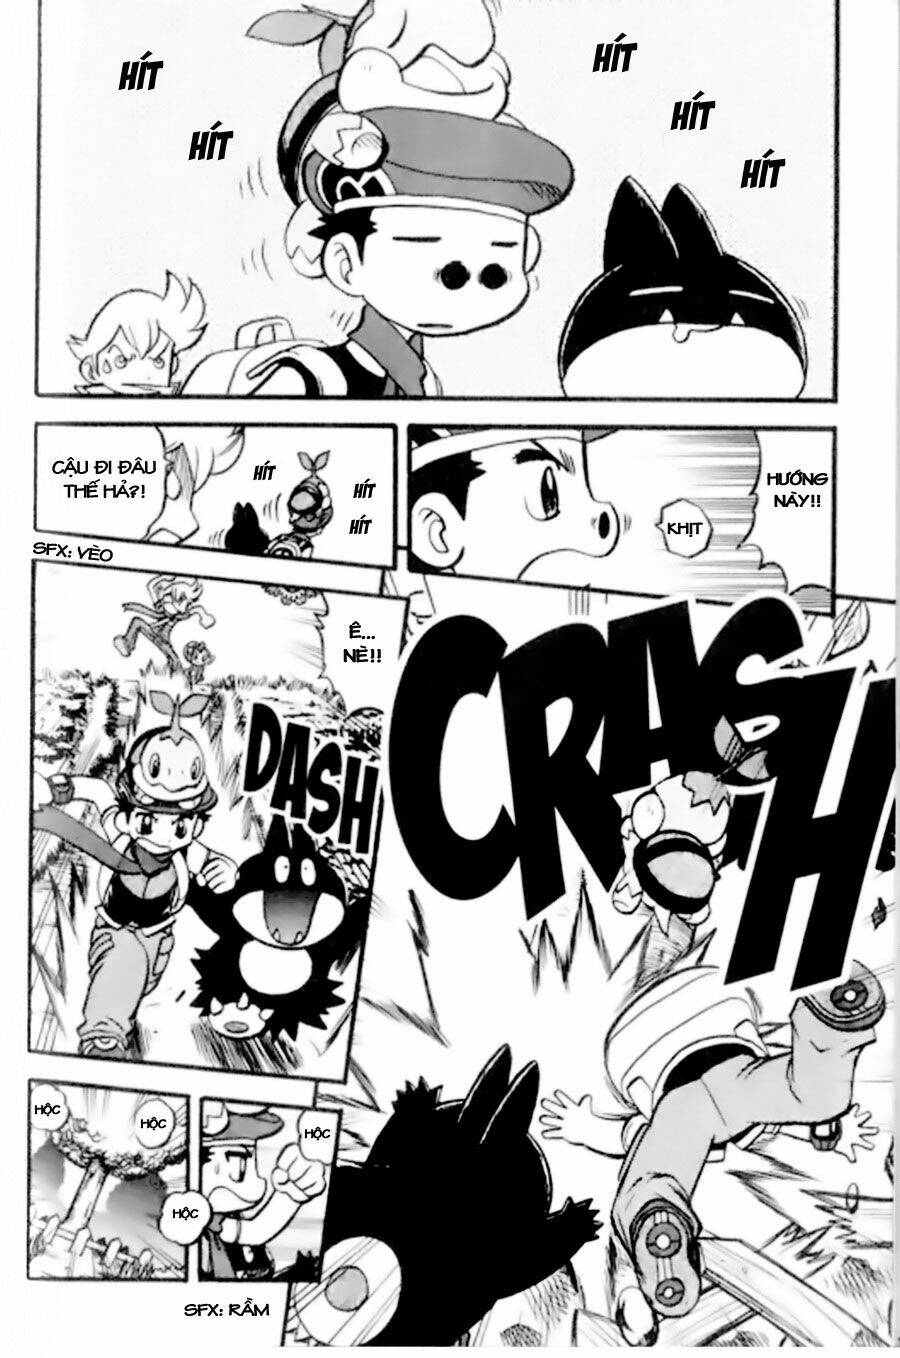 HÍT
HÍT
HÍT
HÍT
HÍT
CẬU ĐI ĐÂU
THẾ HẢ?!
HÍT
HÍT
HÍT
KHỊT
HƯỚNG
NÀY!!
SFX: VÈO
Ê...
NÈ!!
DASH
CRASH!
HỘC
HỘC
HỘC
HỘC
SFX: RẦM